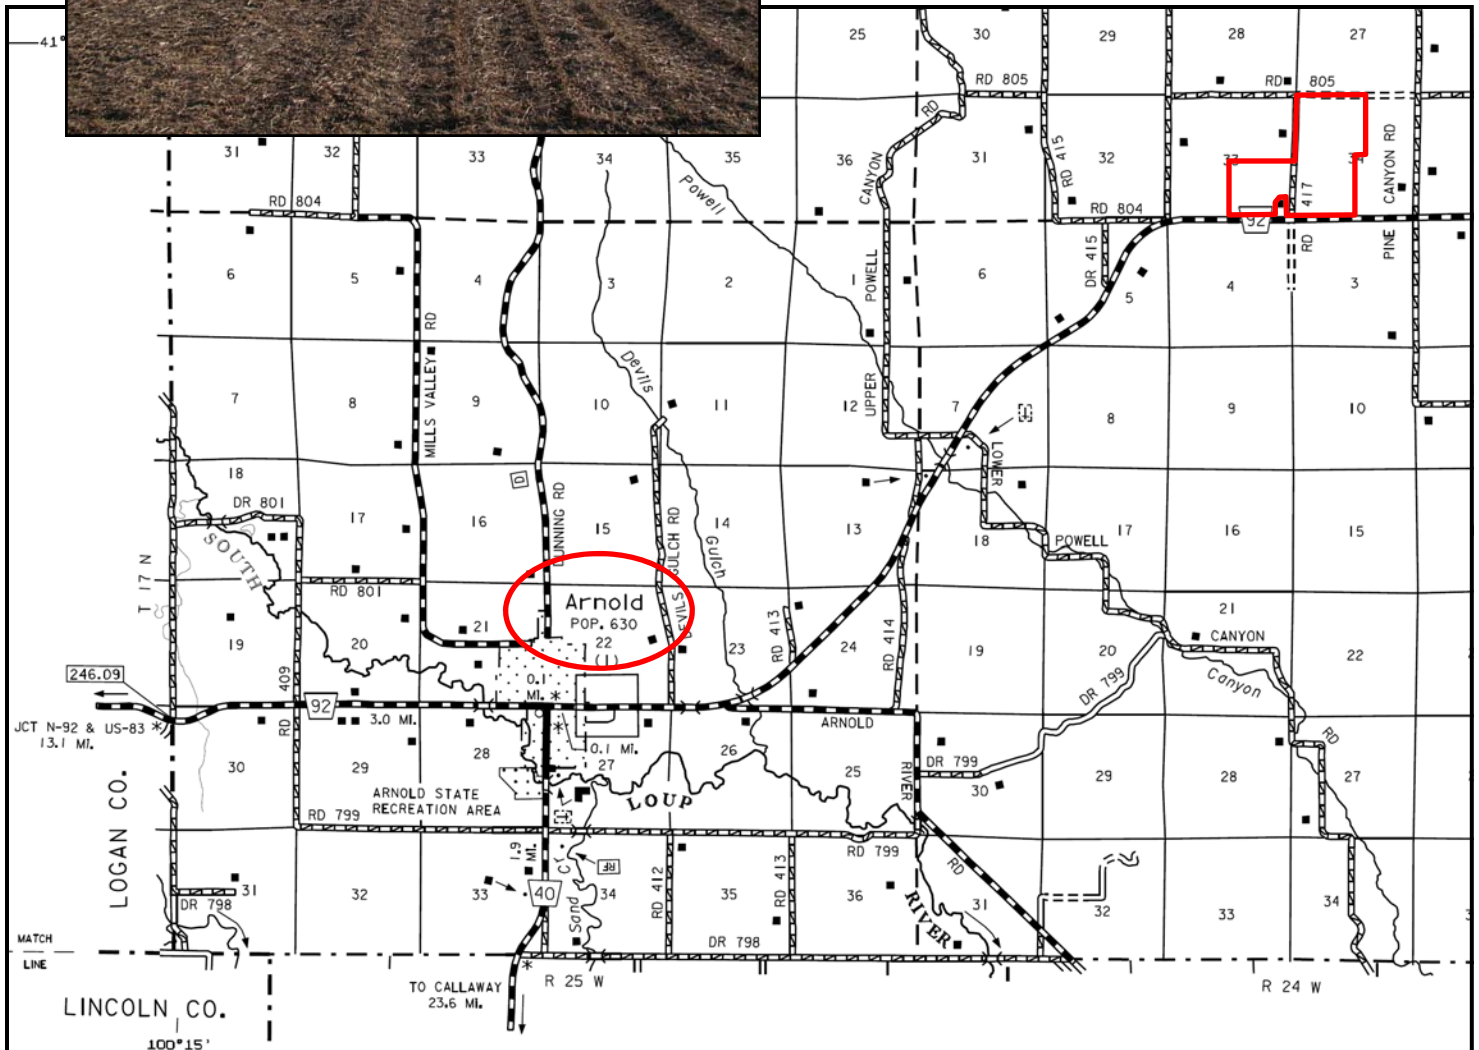 41°
25
30
29
28
27
RD 805
RD 805
RD
31
32
33
34
35
36
31
RD 415
32
33
34
CANYON RD
Powell
CANYON
417
RD 804
RD 804
92
6
5
4
3
2
1
POWELL
6
DR 415
5
4
RD
3
PINE
MILLS VALLEY RD
Devils
UPPER
7
8
9
10
11
12
7
8
9
10
LOWER
18
D
DR 801
17
16
DUNNING RD
15
GULCH RD
14
Gulch
13
18
17
16
15
POWELL
SOUTH
T 17 N
RD 801
Arnold
POP. 630
22
(1)
DEVILS
19
20
21
23
RD 413
24
RD 414
19
20
21
CANYON
22
Canyon
DR 799
246.09
0.1
MI.
*
RD 409
92
3.0 MI.
*
ARNOLD
RD
JCT N-92 & US-83 *
13.1 MI.
0.1 MI.
30
29
28
27
26
25
RIVER
DR 799
30
29
28
27
ARNOLD STATE
RECREATION AREA
LOUP
LOGAN CO.
RD 799
RD 799
RD
1.9
MI.
RF
31
DR 798
32
33
40
Sand
C
34
RD 412
35
RD 413
36
RIVER
31
32
33
34
DR 798
MATCH
LINE
*
TO CALLAWAY
23.6 MI.
R 25 W
R 24 W
LINCOLN CO.
100°15'